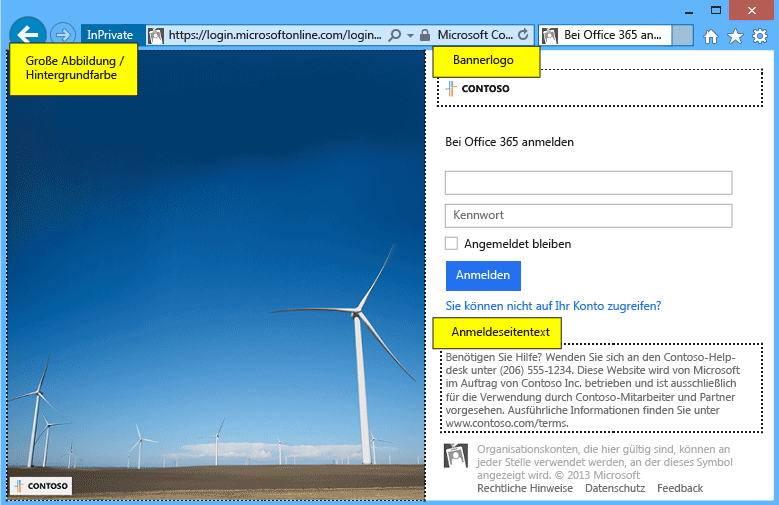 InPrivate
https://login.microsoftonline.com/login...
Microsoft Co...
Bei Office 365 an...
Große Abbildung /
Hintergrundfarbe
CONTOSO
Bannerlogo
CONTOSO
Bei Office 365 anmelden
Kennwort
Angemeldet bleiben
Anmelden
Sie können nicht auf Ihr Konto zugreifen?
Anmeldeseitentext
Benötigen Sie Hilfe? Wenden Sie sich an den Contoso-Help-
desk unter (206) 555-1234. Diese Website wird von Microsoft
im Auftrag von Contoso Inc. betrieben und ist ausschließlich
für die Verwendung durch Contoso-Mitarbeiter und Partner
vorgesehen. Ausführliche Informationen finden Sie unter
www.contoso.com/terms.
Organisationskonten, die hier gültig sind, können an
jeder Stelle verwendet werden, an der dieses Symbol
angezeigt wird. © 2013 Microsoft
Rechtliche Hinweise Datenschutz Feedback